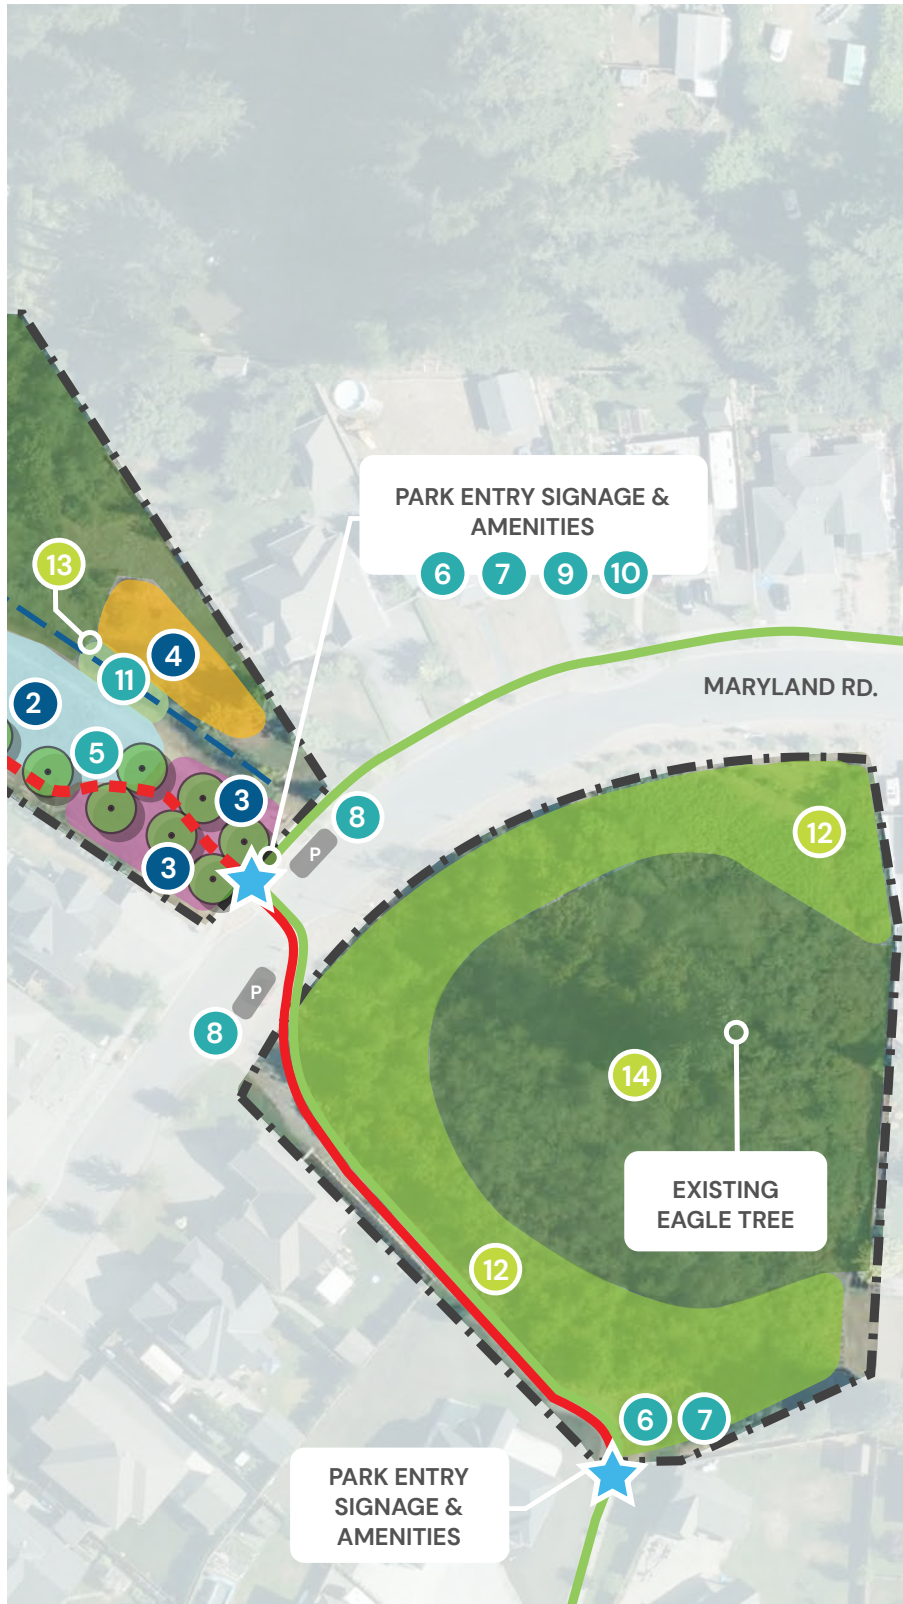 PARK ENTRY SIGNAGE &
AMENITIES
6 7 9 10
13
4
11
2
MARYLAND RD.
5
3
8
P
12
3
P
8
14
EXISTING
EAGLE TREE
12
6 7
PARK ENTRY
SIGNAGE &
AMENITIES